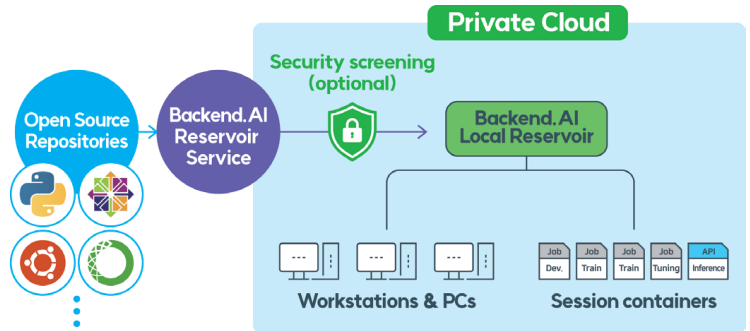 Private Cloud
Open Source
Repositories
Backend.AI
Reservoir
Service
Security screening
(optional)
Backend.AI
Local Reservoir
Workstations & PCs
Job
Dev.
Job
Train
Job
Train
Job
Tuning
API
Inference
Session containers